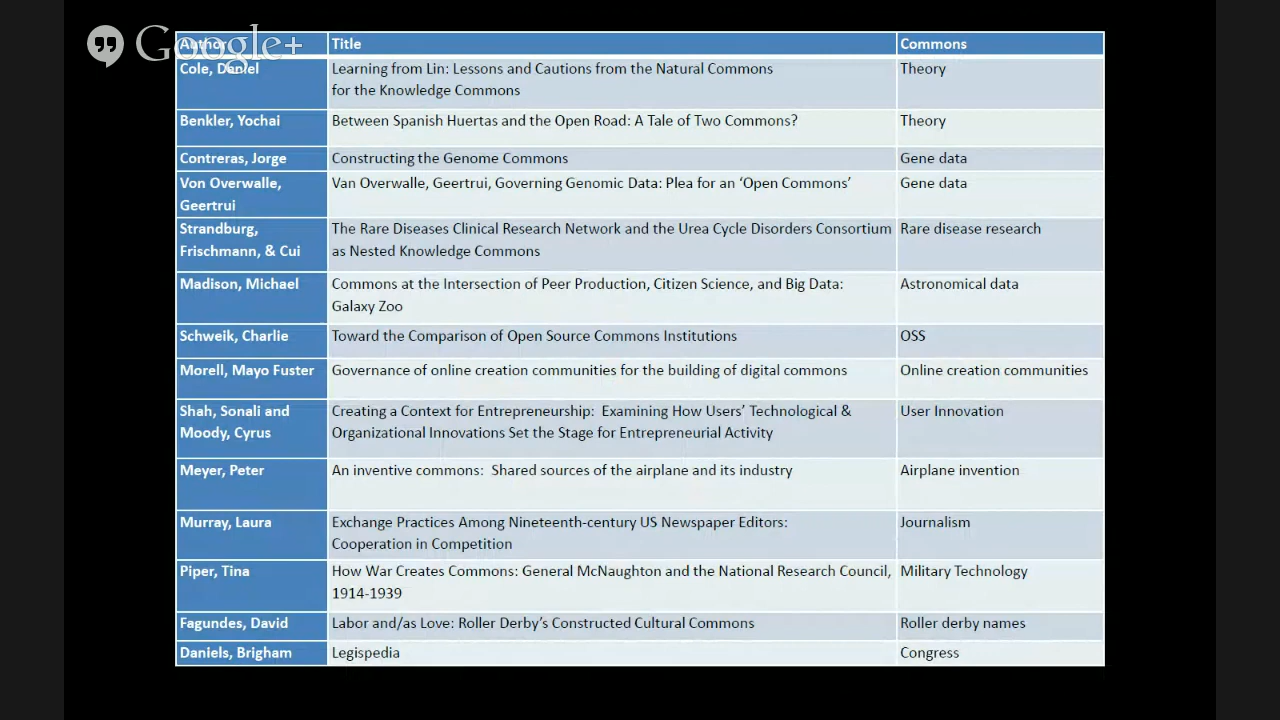 Google+
Author Title Commons
Cole, Daniel Learning from Lin: Lessons and Cautions from the Natural Commons Theory
for the Knowledge Commons
Benkler, Yochai Between Spanish Huertas and the Open Road: A Tale of Two Commons? Theory
Contreras, Jorge Constructing the Genome Commons Gene data
Von Overwalle, Van Overwalle, Geertrui, Governing Genomic Data: Plea for an ‘Open Commons’ Gene data
Geertrui
Strandburg, The Rare Diseases Clinical Research Network and the Urea Cycle Disorders Consortium Rare disease research
Frischmann, & Cui as Nested Knowledge Commons
Madison, Michael Commons at the Intersection of Peer Production, Citizen Science, and Big Data: Astronomical data
Galaxy Zoo
Schweik, Charlie Toward the Comparison of Open Source Commons Institutions OSS
Morell, Mayo Fuster Governance of online creation communities for the building of digital commons Online creation communities
Shah, Sonali and Creating a Context for Entrepreneurship: Examining How Users’ Technological & User Innovation
Moody, Cyrus Organizational Innovations Set the Stage for Entrepreneurial Activity
Meyer, Peter An inventive commons: Shared sources of the airplane and its industry Airplane invention
Murray, Laura Exchange Practices Among Nineteenth-century US Newspaper Editors: Journalism
Cooperation in Competition
Piper, Tina How War Creates Commons: General McNaughton and the National Research Council, Military Technology
1914-1939
Fagundes, David Labor and/as Love: Roller Derby’s Constructed Cultural Commons Roller derby names
Daniels, Brigham Legispedia Congress